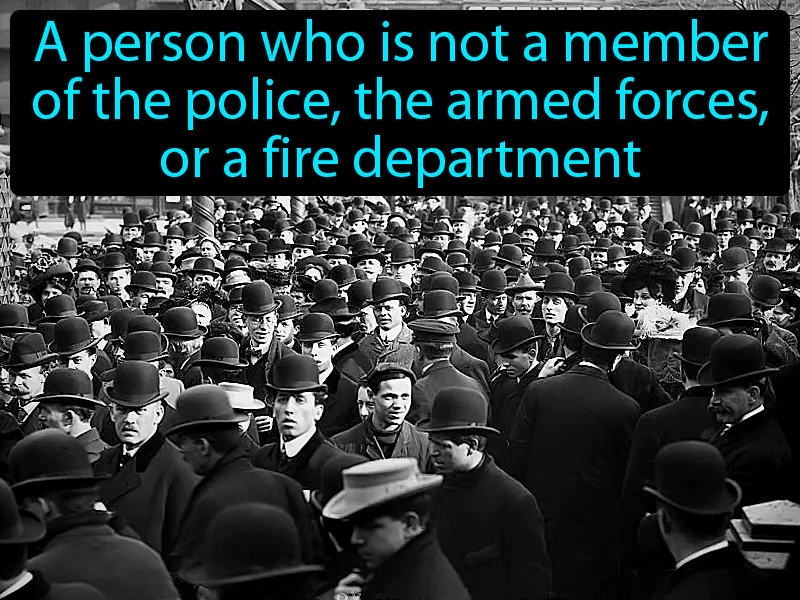 A person who is not a member
of the police, the armed forces,
or a fire department